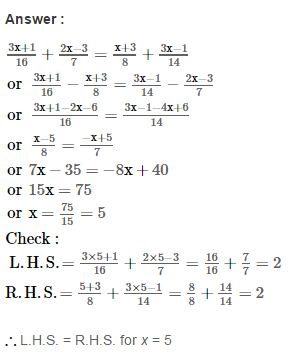 Answer :
(3x+1)/16 + (2x−3)/7 = (x+3)/8 + (3x−1)/14
or (3x+1)/16 − (x+3)/8 = (3x−1)/14 − (2x−3)/7
or (3x+1−2x−6)/16 = (3x−1−4x+6)/14
or (x−5)/8 = (−x+5)/7
or 7x − 35 = −8x + 40
or 15x = 75
or x = 75/15 = 5
Check :
L.H.S. = (3×5+1)/16 + (2×5−3)/7 = 16/16 + 7/7 = 2
R.H.S. = (5+3)/8 + (3×5−1)/14 = 8/8 + 14/14 = 2
∴ L.H.S. = R.H.S. for x = 5